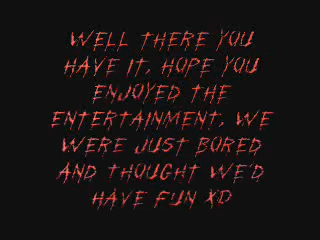 WELL THERE YOU
HAVE IT, HOPE YOU
ENJOYED THE
ENTERTAINMENT, WE
WERE JUST BORED
AND THOUGHT WE'D
HAVE FUN XD